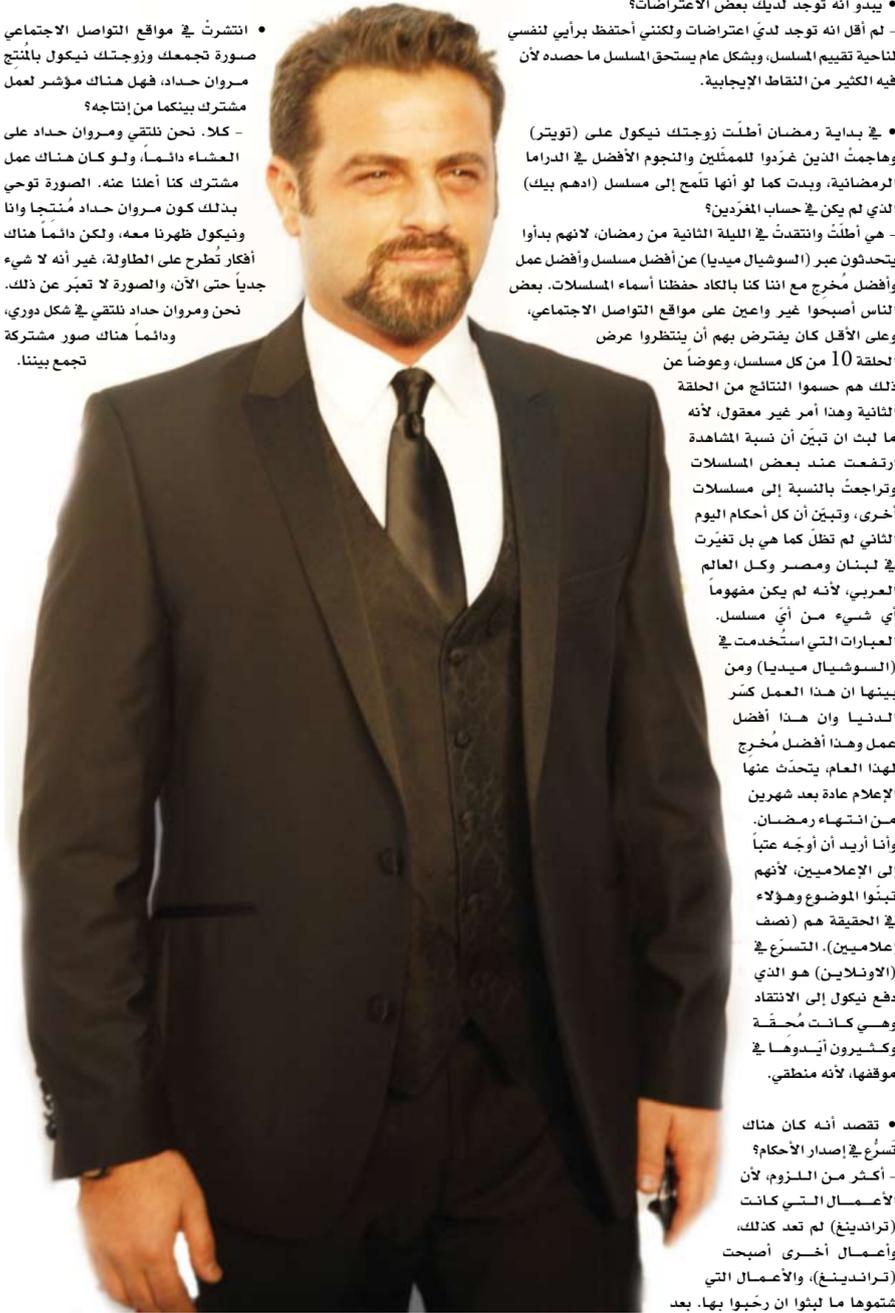 • يبدو انه توجد لديك بعض الاعتراضات؟
- لم أقل انه توجد لديّ اعتراضات ولكنني أحتفظ برأيي لنفسي
لناحية تقييم المسلسل، وبشكل عام يستحق المسلسل ما حصده لأن
فيه الكثير من النقاط الإيجابية.
• في بداية رمضان أطلّت زوجتك نيكول على (تويتر)
وهاجمتْ الذين غرّدوا للممثّلين والنجوم الأفضل في الدراما
الرمضانية، وبدت كما لو أنها تلّمح إلى مسلسل (ادهم بيك)
الذي لم يكن في حساب المغرّدين؟
- هي أطلّتْ وانتقدتْ في الليلة الثانية من رمضان، لانهم بدأوا
يتحدثون عبر (السوشيال ميديا) عن أفضل مسلسل وأفضل عمل
وأفضل مُخرِج مع اننا كنا بالكاد حفظنا أسماء المسلسلات. بعض
الناس أصبحوا غير واعين على مواقع التواصل الاجتماعي،
وعلى الأقل كان يفترض بهم أن ينتظروا عرض
الحلقة 10 من كل مسلسل، وعوضاً عن
ذلك هم حسموا النتائج من الحلقة
الثانية وهذا أمر غير معقول، لأنه
ما لبث ان تبيّن أن نسبة المشاهدة
ارتفعت عند بعض المسلسلات
وتراجعتْ بالنسبة إلى مسلسلات
أخرى، وتبيّن أن كل أحكام اليوم
الثاني لم تظلّ كما هي بل تغيّرت
في لبنان ومصر وكل العالم
العربي، لأنه لم يكن مفهوماً
أي شيء من أيّ مسلسل.
العبارات التي استُخدمت في
(السوشيال ميديا) ومن
بينها ان هذا العمل كسّر
الدنيا وان هذا أفضل
عمل وهذا أفضل مُخرِج
لهذا العام، يتحدّث عنها
الإعلام عادة بعد شهرين
من انتهاء رمضان.
وأنا أريد أن أوجّه عتباً
إلى الإعلاميين، لأنهم
تبنّوا الموضوع وهؤلاء
في الحقيقة هم (نصف
إعلاميين). التسرّع في
(الاونلاين) هو الذي
دفع نيكول إلى الانتقاد
وهي كانت مُحقّة
وكثيرون أيّدوها في
موقفها، لأنه منطقي.
• تقصد أنه كان هناك
تَسرُّع في إصدار الأحكام؟
- أكثر من اللزوم، لأن
الأعمال التي كانت
(تراندينغ) لم تعد كذلك،
وأعمال أخرى أصبحت
(تراندينغ)، والأعمال التي
شتموها ما لبثوا ان رحّبوا بها. بعد
• انتشرتْ في مواقع التواصل الاجتماعي
صورة تجمعك وزوجتك نيكول بالمُنتِج
مروان حداد، فهل هناك مؤشر لعمل
مشترك بينكما من إنتاجه؟
- كلا. نحن نلتقي ومروان حداد على
العشاء دائماً، ولو كان هناك عمل
مشترك كنا أعلنا عنه. الصورة توحي
بذلك كون مروان حداد مُنتجا وانا
ونيكول ظهرنا معه، ولكن دائماً هناك
أفكار تُطرح على الطاولة، غير أنه لا شيء
جدياً حتى الآن، والصورة لا تعبّر عن ذلك.
نحن ومروان حداد نلتقي في شكل دوري،
ودائماً هناك صور مشتركة
تجمع بيننا.